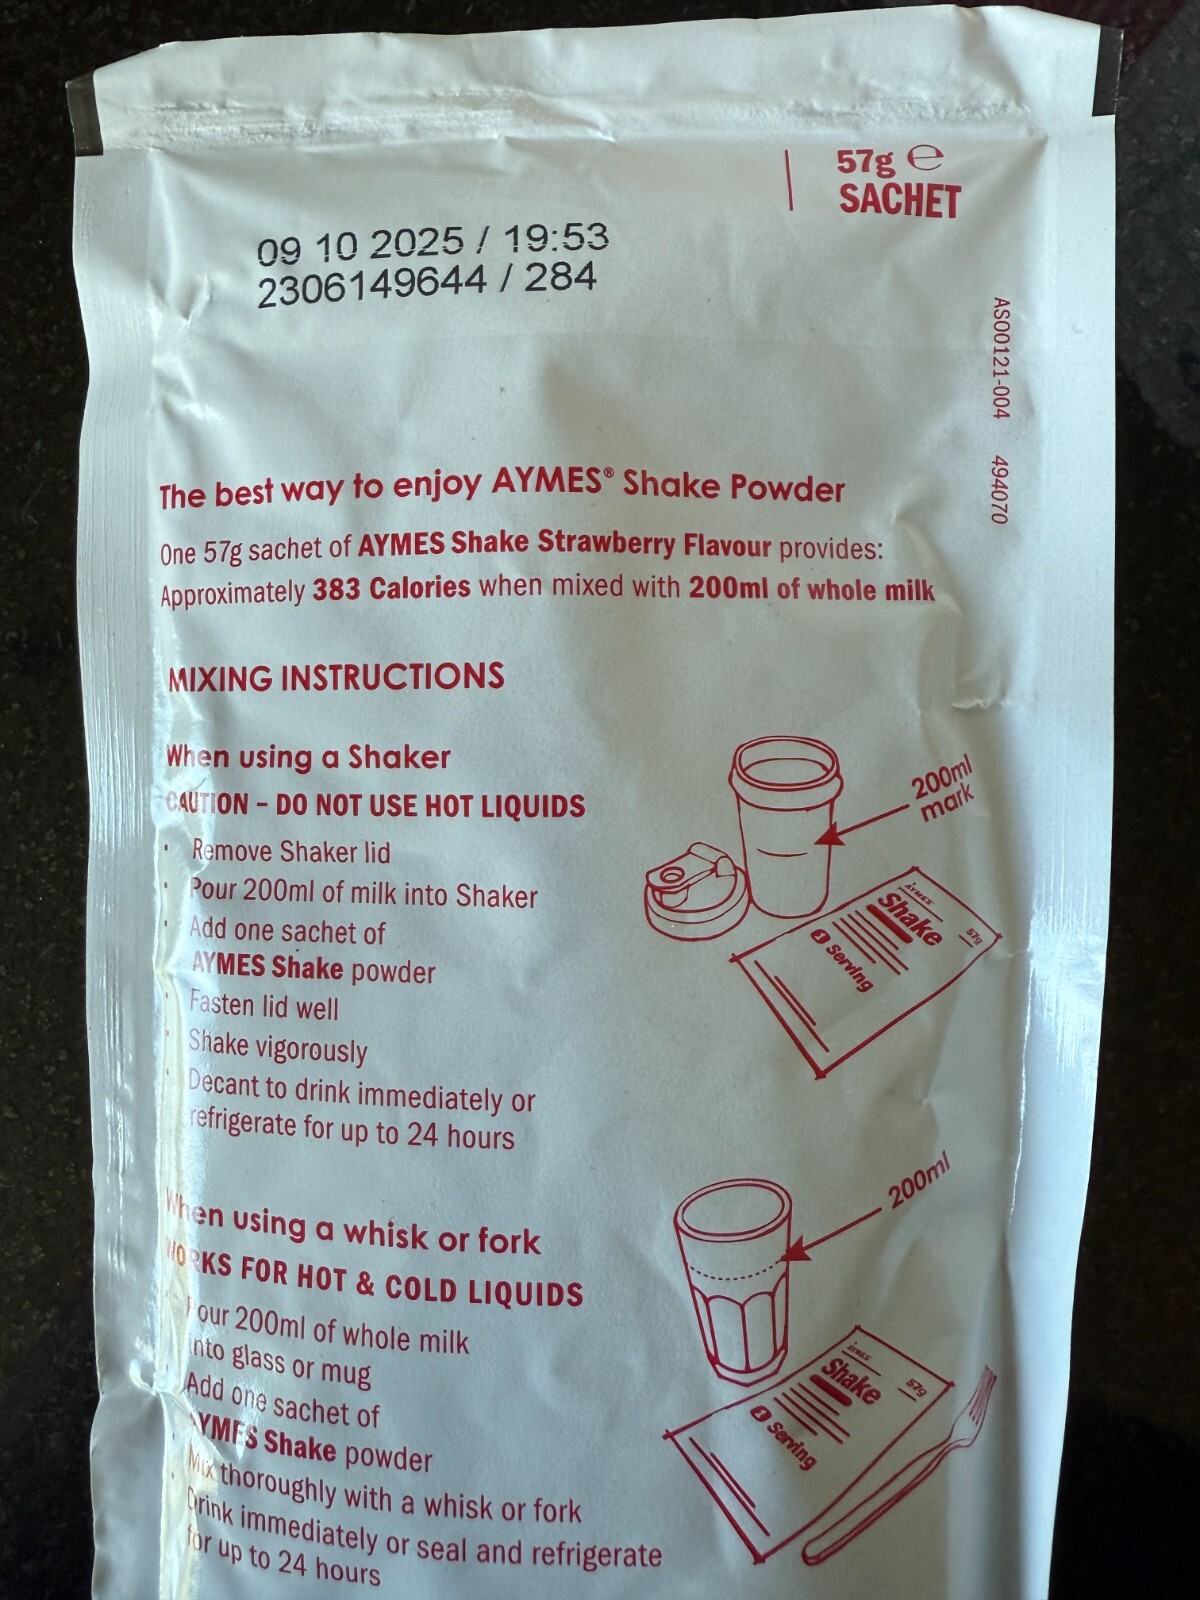 57g ℮
SACHET
09 10 2025 / 19:53
2306149644 / 284
AS00121-004 494070
The best way to enjoy AYMES® Shake Powder
One 57g sachet of AYMES Shake Strawberry Flavour provides:
Approximately 383 Calories when mixed with 200ml of whole milk
MIXING INSTRUCTIONS
When using a Shaker
CAUTION – DO NOT USE HOT LIQUIDS
· Remove Shaker lid
· Pour 200ml of milk into Shaker
· Add one sachet of
AYMES Shake powder
· Fasten lid well
· Shake vigorously
· Decant to drink immediately or
refrigerate for up to 24 hours
200ml
mark
AYMES
Shake
57g
1 Serving
When using a whisk or fork
WORKS FOR HOT & COLD LIQUIDS
· Pour 200ml of whole milk
into glass or mug
· Add one sachet of
AYMES Shake powder
· Mix thoroughly with a whisk or fork
· Drink immediately or seal and refrigerate
for up to 24 hours
200ml
AYMES
Shake
57g
1 Serving